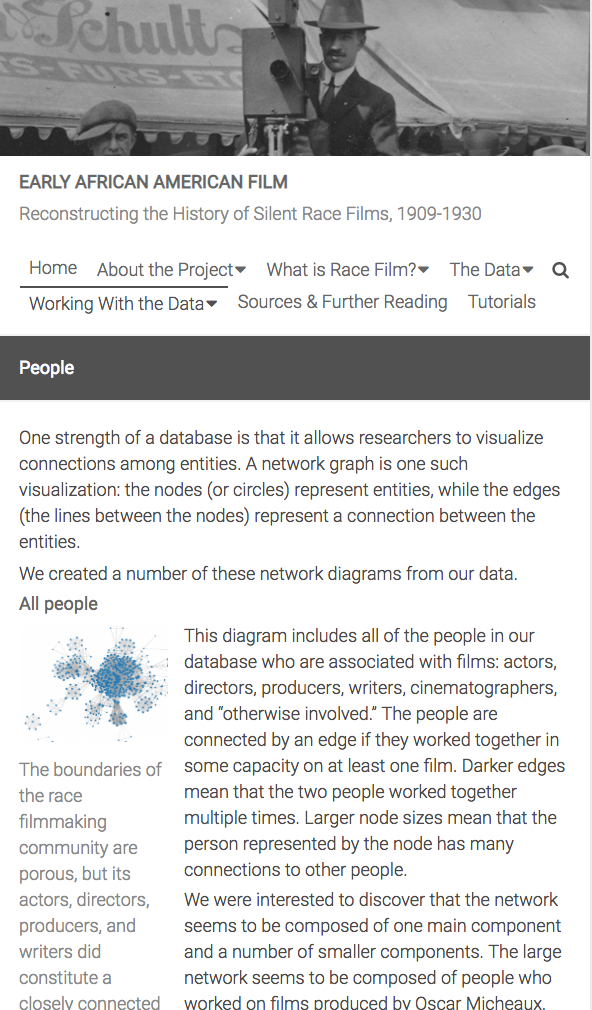 Schult
S-FURS-ETC
EARLY AFRICAN AMERICAN FILM
Reconstructing the History of Silent Race Films, 1909-1930
Home About the Project What is Race Film? The Data
Working With the Data Sources & Further Reading Tutorials
People
One strength of a database is that it allows researchers to visualize
connections among entities. A network graph is one such
visualization: the nodes (or circles) represent entities, while the edges
(the lines between the nodes) represent a connection between the
entities.
We created a number of these network diagrams from our data.
All people
The boundaries of
the race
filmmaking
community are
porous, but its
actors, directors,
producers, and
writers did
constitute a
closely connected
This diagram includes all of the people in our
database who are associated with films: actors,
directors, producers, writers, cinematographers,
and “otherwise involved.” The people are
connected by an edge if they worked together in
some capacity on at least one film. Darker edges
mean that the two people worked together
multiple times. Larger node sizes mean that the
person represented by the node has many
connections to other people.
We were interested to discover that the network
seems to be composed of one main component
and a number of smaller components. The large
network seems to be composed of people who
worked on films produced by Oscar Micheaux.